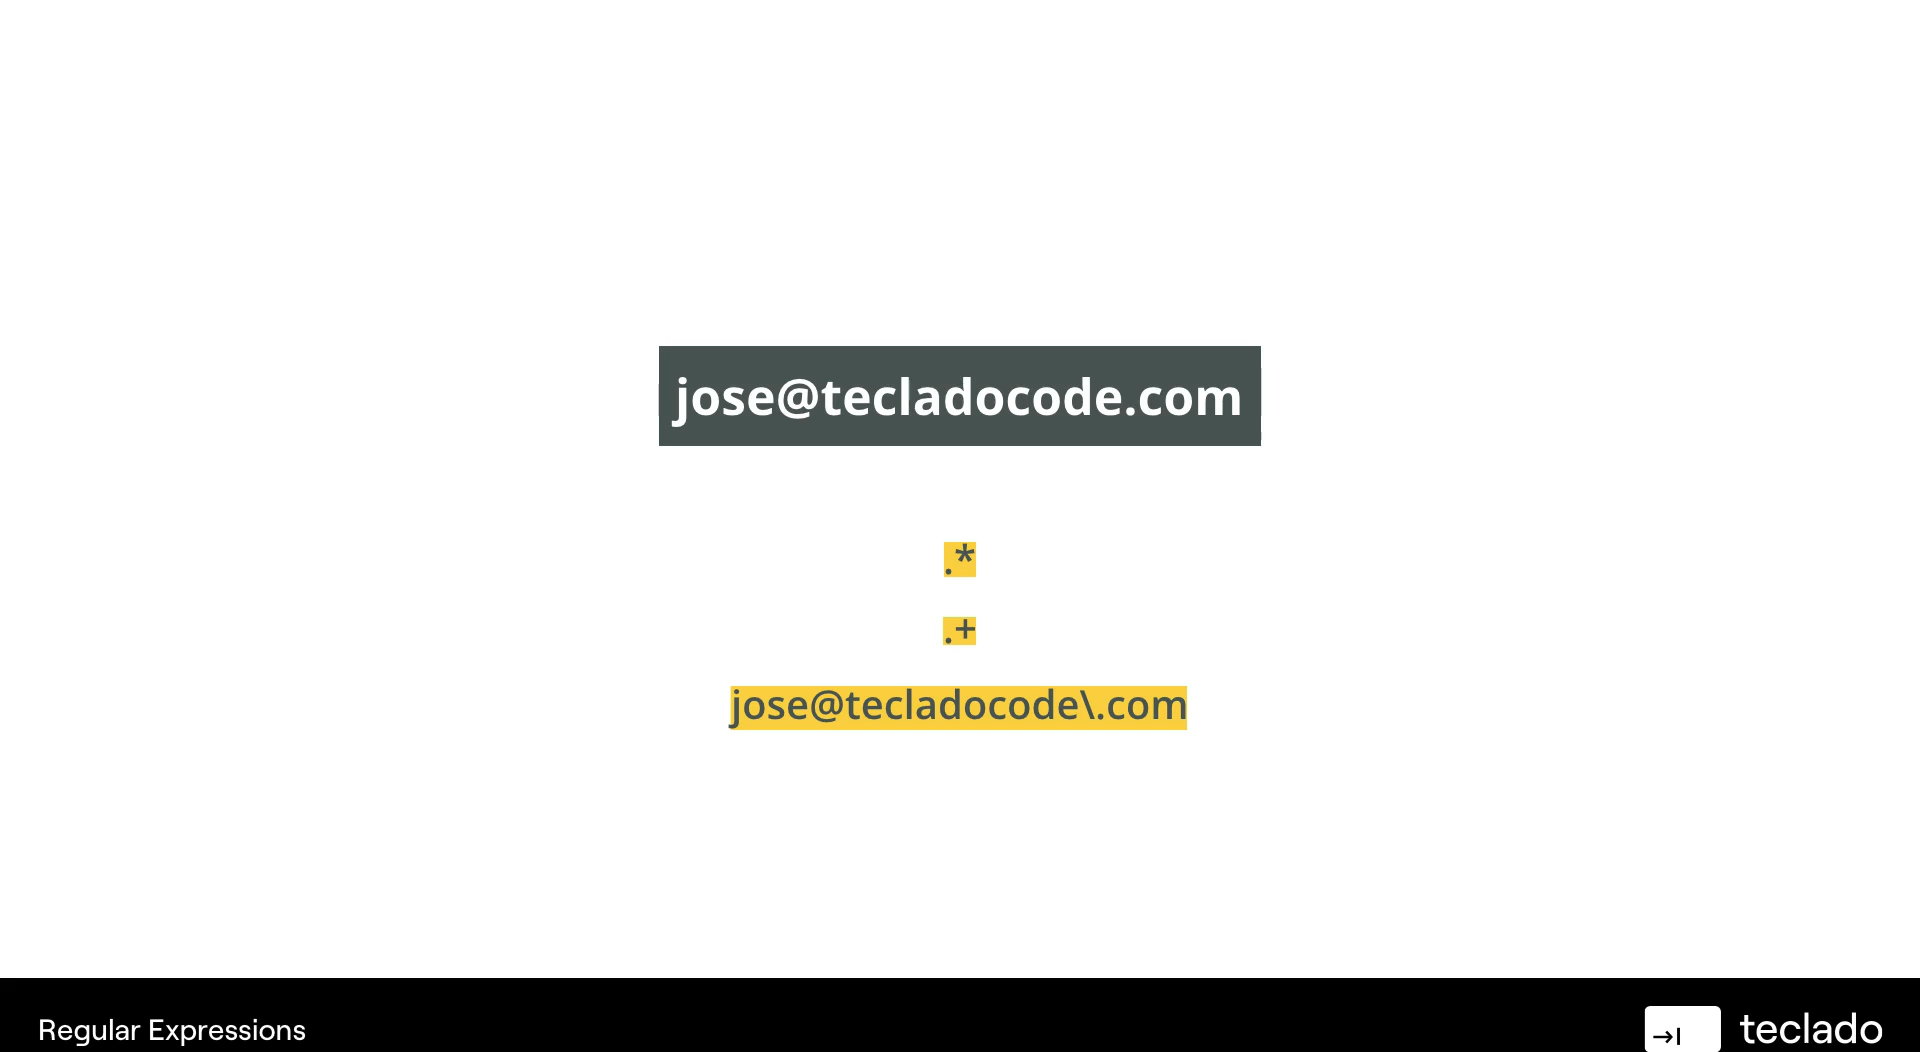 jose@tecladocode.com
.*
.+
jose@tecladocode\.com
Regular Expressions
teclado